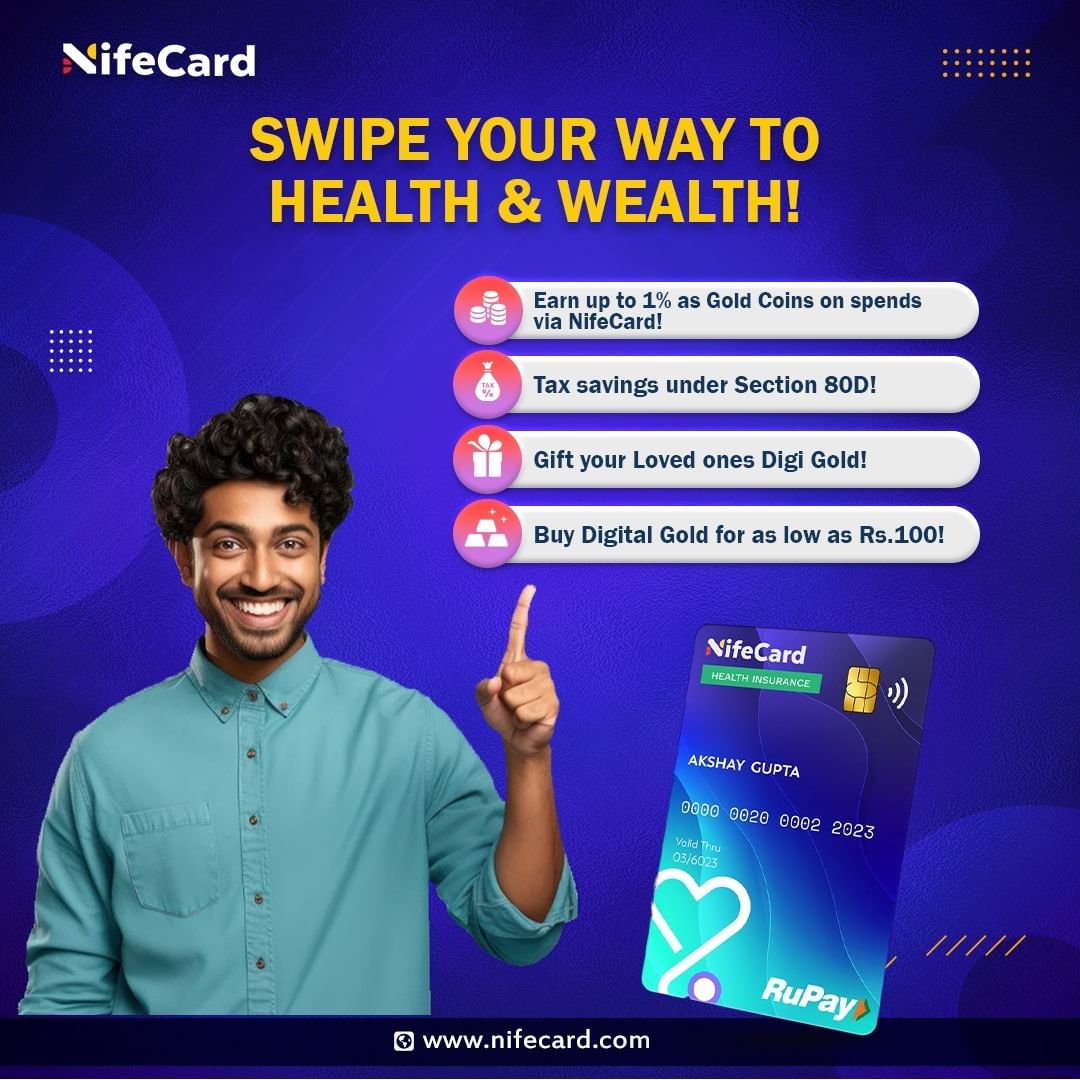 NifeCard
SWIPE YOUR WAY TO
HEALTH & WEALTH!
Earn up to 1% as Gold Coins on spends
via NifeCard!
TAX
%
Tax savings under Section 80D!
Gift your Loved ones Digi Gold!
Buy Digital Gold for as low as Rs.100!
NifeCard
HEALTH INSURANCE
AKSHAY GUPTA
0000 0020 0002 2023
Valid Thru
03/6023
RuPay
www.nifecard.com